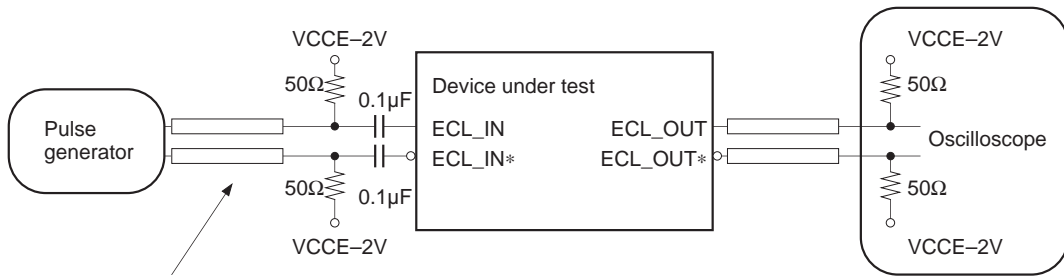 VCCE–2V
50Ω
0.1µF
Pulse
generator
50Ω
0.1µF
VCCE–2V
Device under test
ECL_IN
ECL_IN*
ECL_OUT
ECL_OUT*
VCCE–2V
50Ω
Oscilloscope
50Ω
VCCE–2V